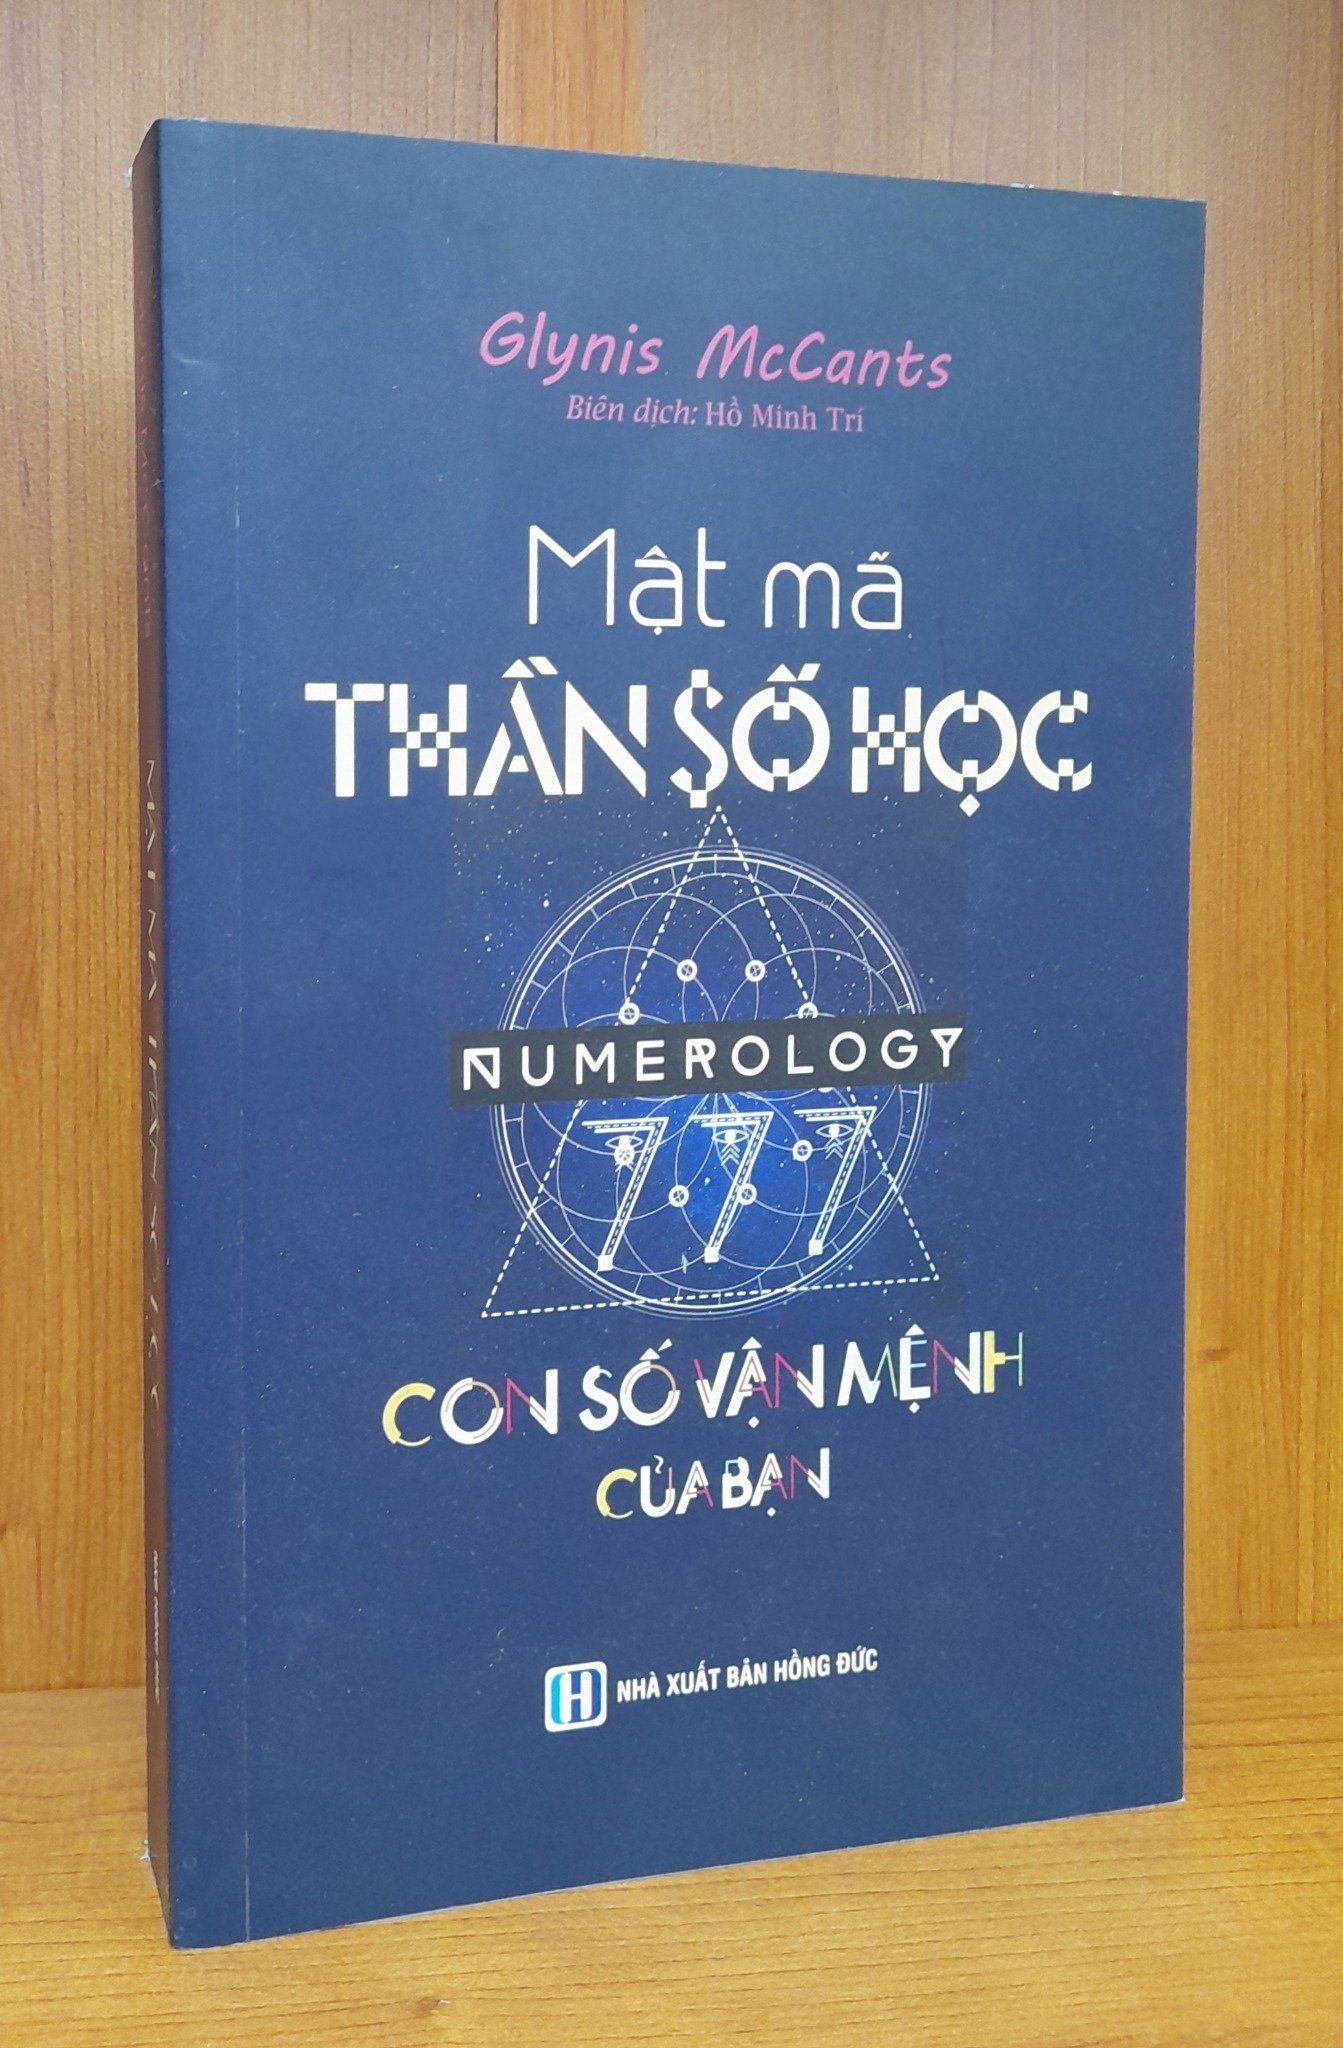 Glynis McCants
Biên dịch: Hồ Minh Trí
Mật mã
THẦN SỐ HỌC
NUMEROLOGY
777
CON SỐ VẬN MỆNH
CỦA BẠN
H NHÀ XUẤT BẢN HỒNG ĐỨC